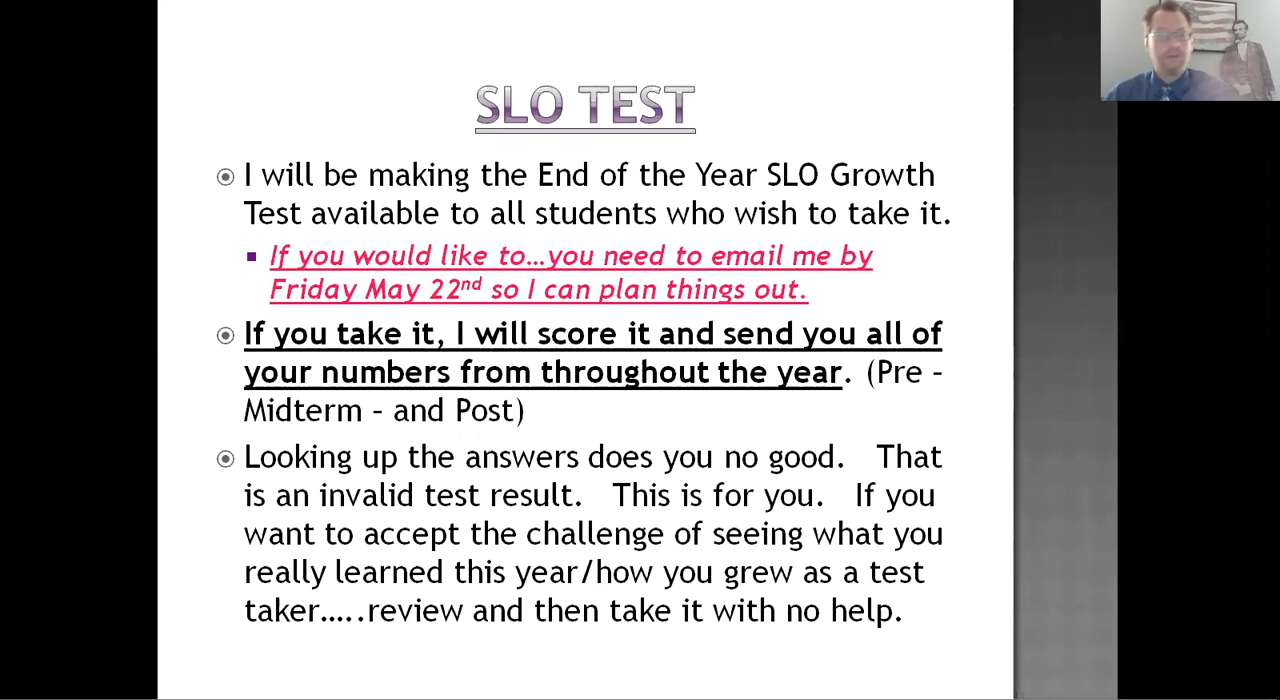 SLO TEST
I will be making the End of the Year SLO Growth
Test available to all students who wish to take it.
If you would like to…you need to email me by
Friday May 22nd so I can plan things out.
If you take it, I will score it and send you all of
your numbers from throughout the year. (Pre –
Midterm – and Post)
Looking up the answers does you no good. That
is an invalid test result. This is for you. If you
want to accept the challenge of seeing what you
really learned this year/how you grew as a test
taker…..review and then take it with no help.